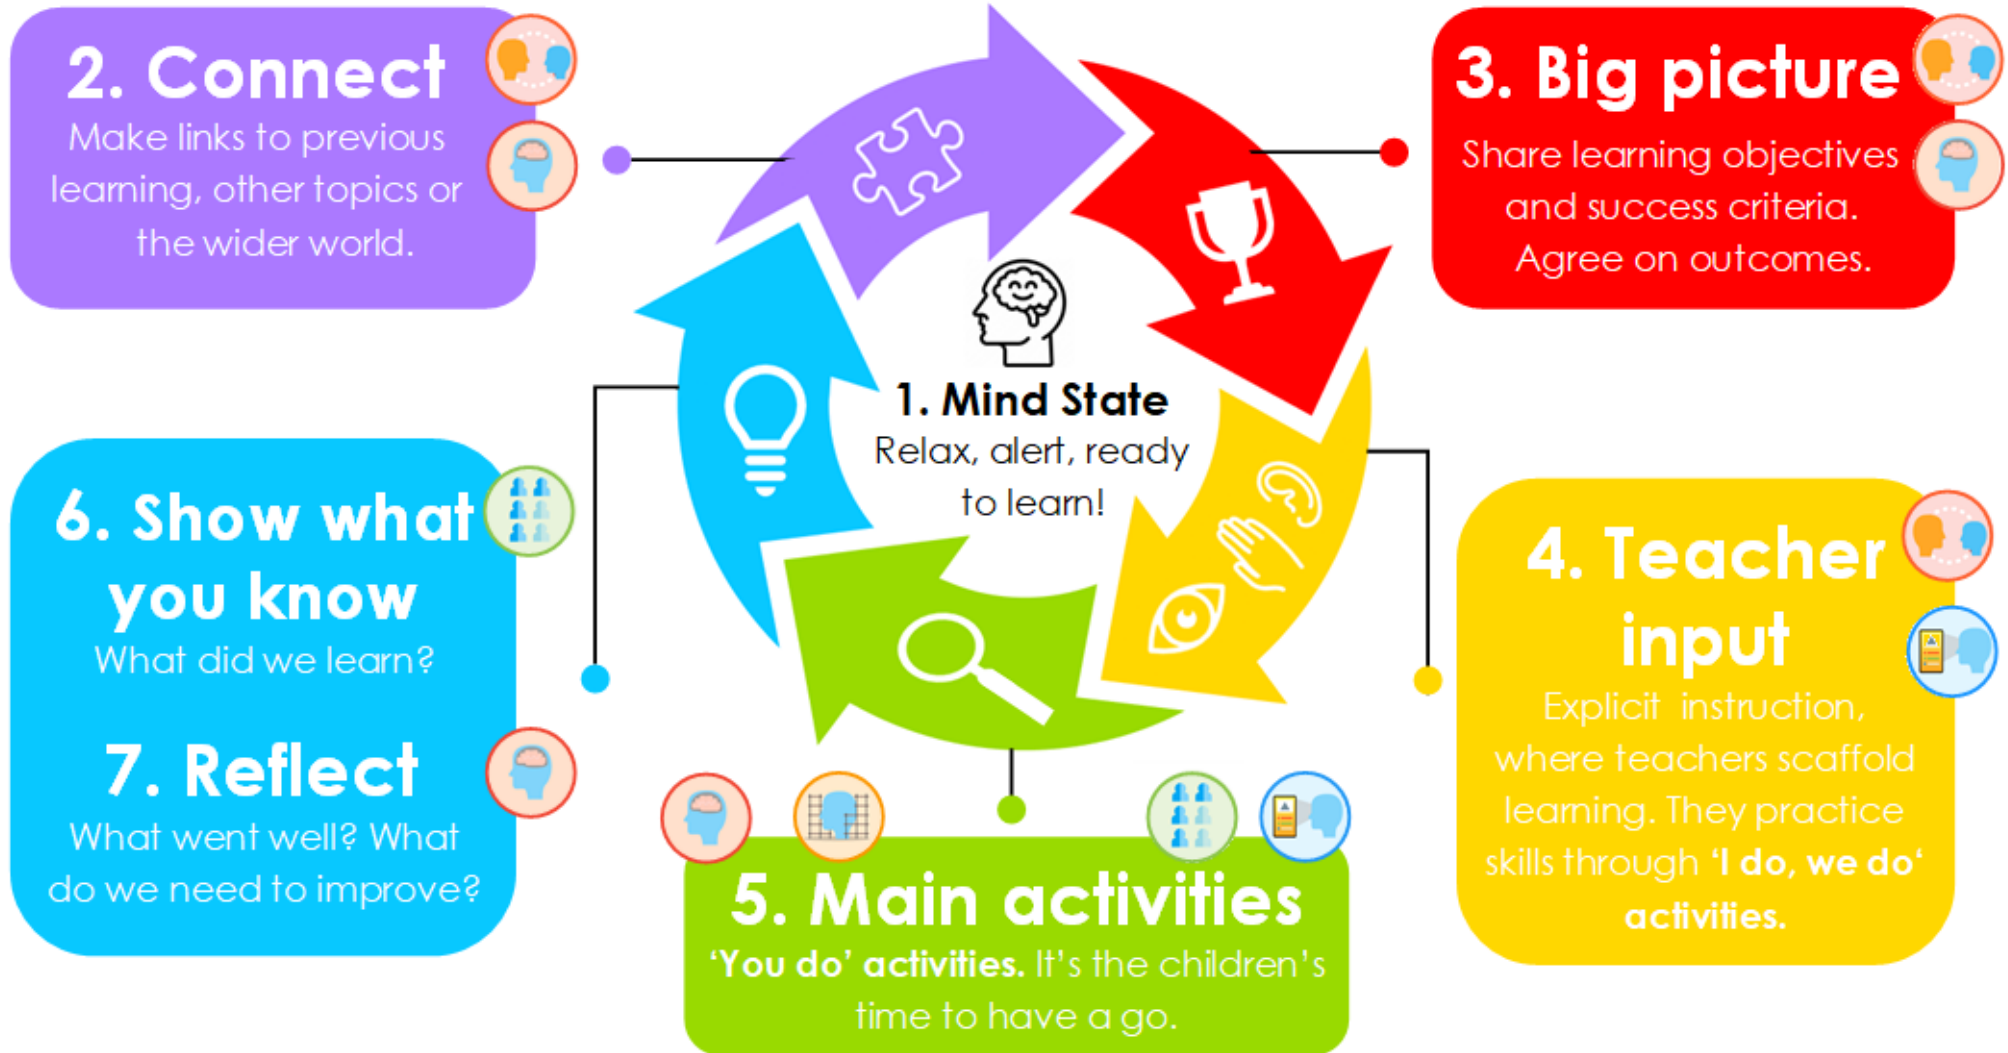 2. Connect
Make links to previous
learning, other topics or
the wider world.
3. Big picture
Share learning objectives
and success criteria.
Agree on outcomes.
1. Mind State
Relax, alert, ready
to learn!
4. Teacher
input
Explicit instruction,
where teachers scaffold
learning. They practice
skills through ‘I do, we do‘
activities.
5. Main activities
‘You do’ activities. It’s the children’s
time to have a go.
6. Show what
you know
What did we learn?
7. Reflect
What went well? What
do we need to improve?